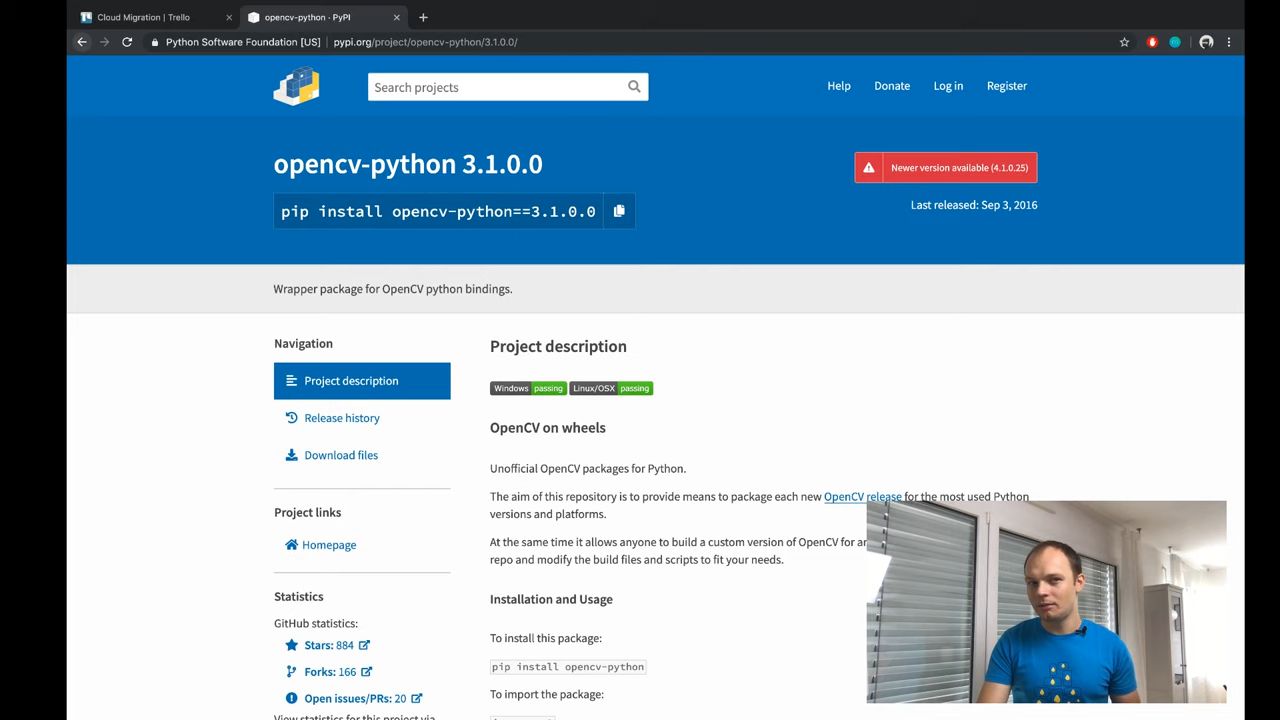 Cloud Migration | Trello
opencv-python · PyPI
Python Software Foundation [US]
pypi.org/project/opencv-python/3.1.0.0/
Search projects
Help
Donate
Log in
Register
opencv-python 3.1.0.0
Newer version available (4.1.0.25)
pip install opencv-python==3.1.0.0
Last released: Sep 3, 2016
Wrapper package for OpenCV python bindings.
Navigation
Project description
Release history
Download files
Project links
Homepage
Statistics
GitHub statistics:
Stars: 884
Forks: 166
Open issues/PRs: 20
View statistics for this project via
Project description
Windows passing Linux/OSX passing
OpenCV on wheels
Unofficial OpenCV packages for Python.
The aim of this repository is to provide means to package each new OpenCV release for the most used Python
versions and platforms.
At the same time it allows anyone to build a custom version of OpenCV for
repo and modify the build files and scripts to fit your needs.
Installation and Usage
To install this package:
pip install opencv-python
To import the package: